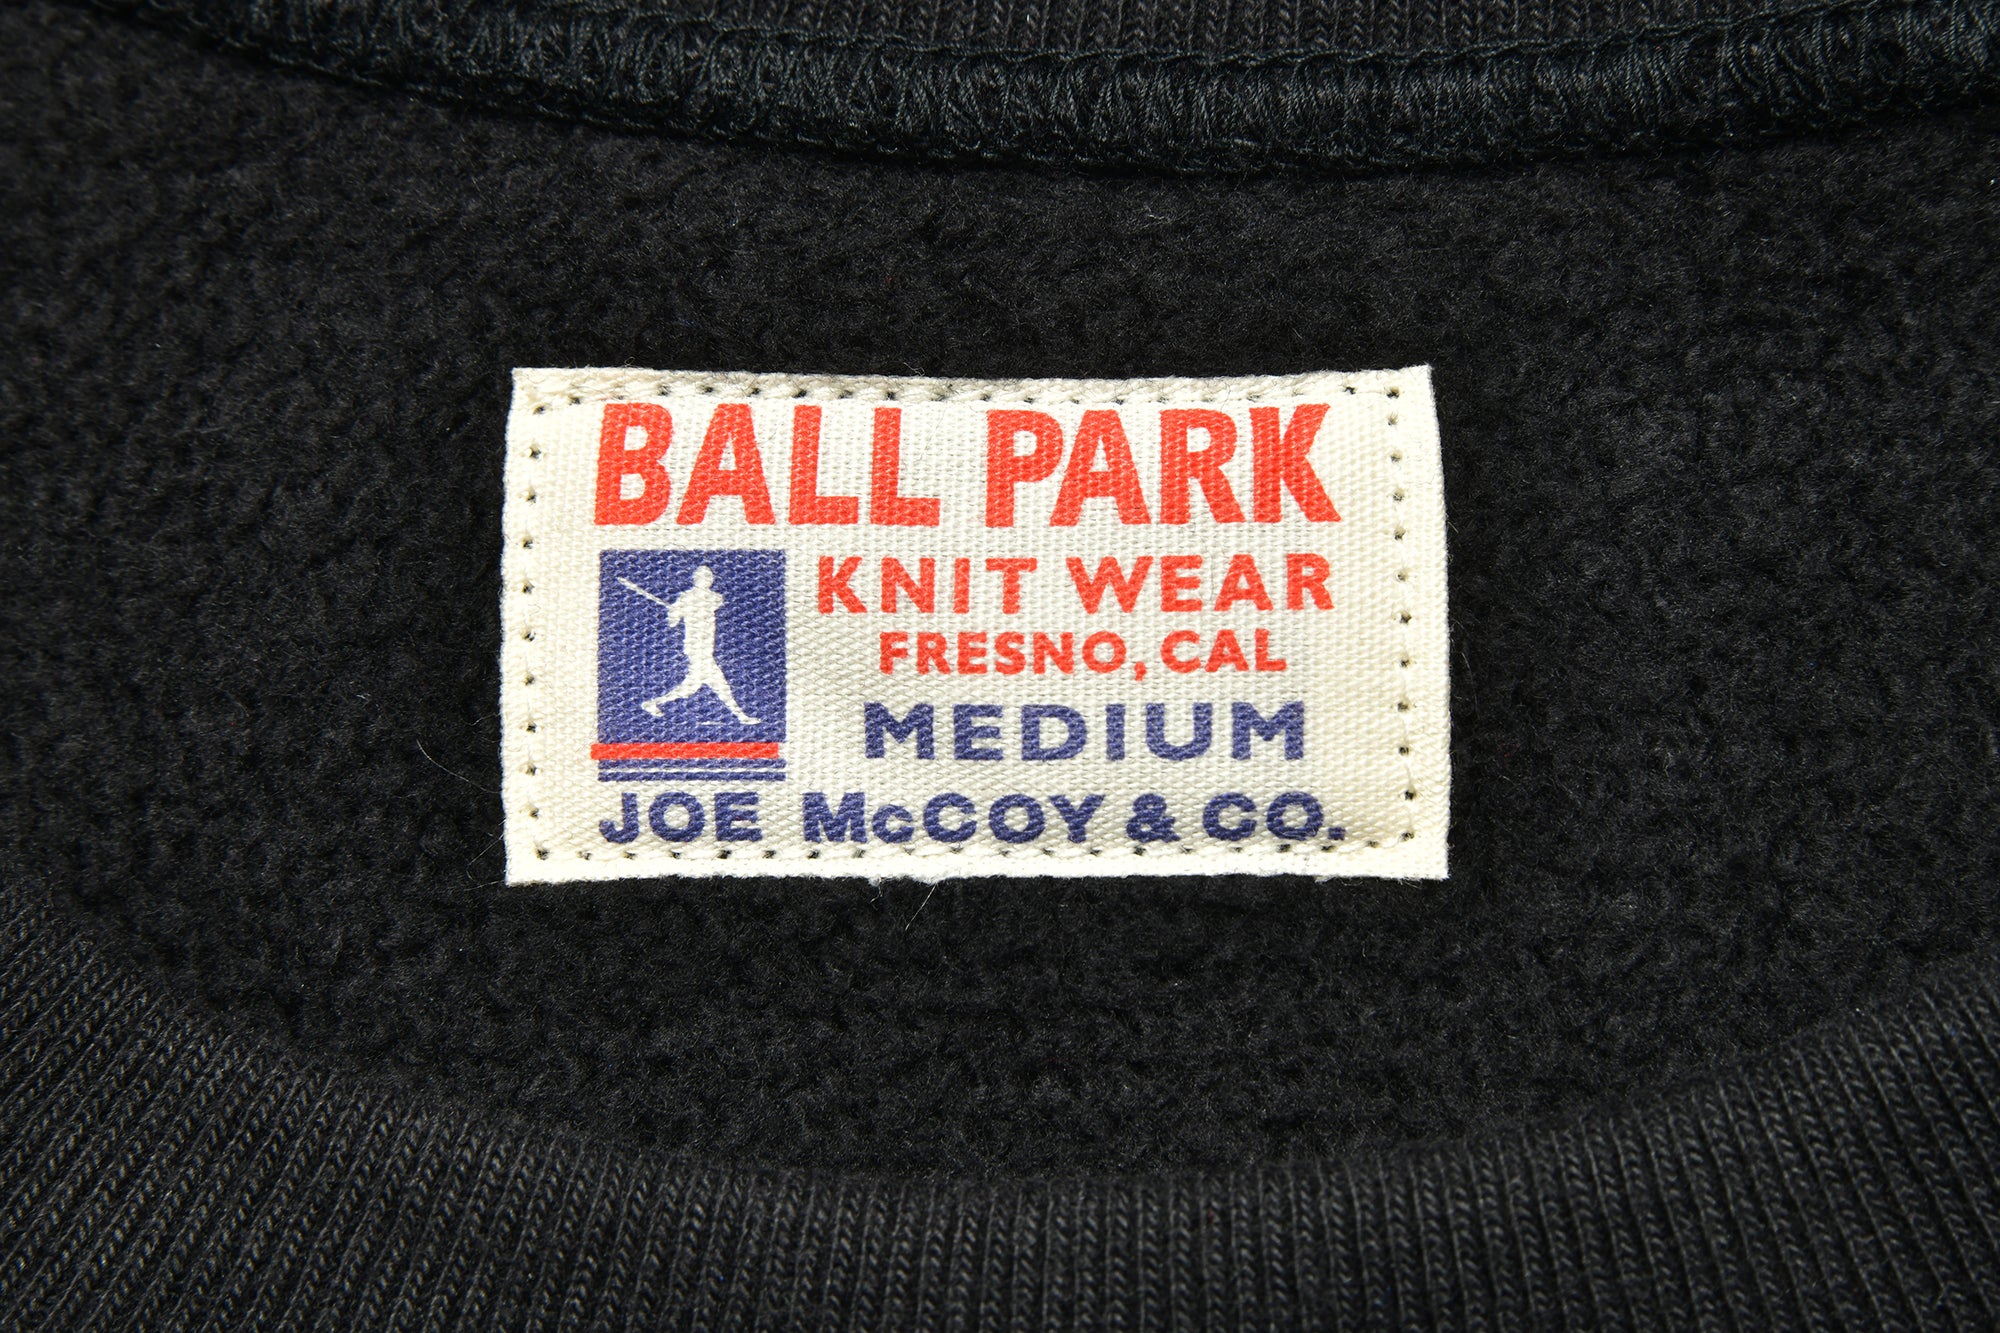 BALL PARK
KNIT WEAR
FRESNO, CAL
MEDIUM
JOE McCOY & CO.